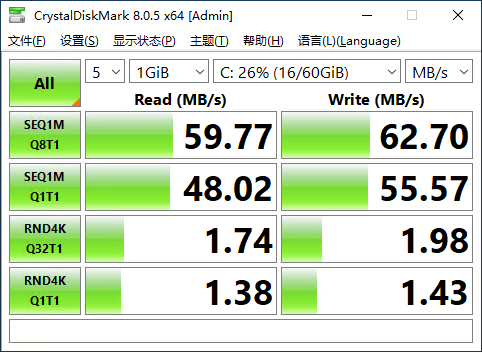 CrystalDiskMark 8.0.5 x64 [Admin]
文件(F) 设置(S) 显示状态(P) 主题(T) 帮助(H) 语言(L)(Language)
All 5 1GiB C: 26% (16/60GiB) MB/s
Read (MB/s) Write (MB/s)
SEQ1M Q8T1 59.77 62.70
SEQ1M Q1T1 48.02 55.57
RND4K Q32T1 1.74 1.98
RND4K Q1T1 1.38 1.43